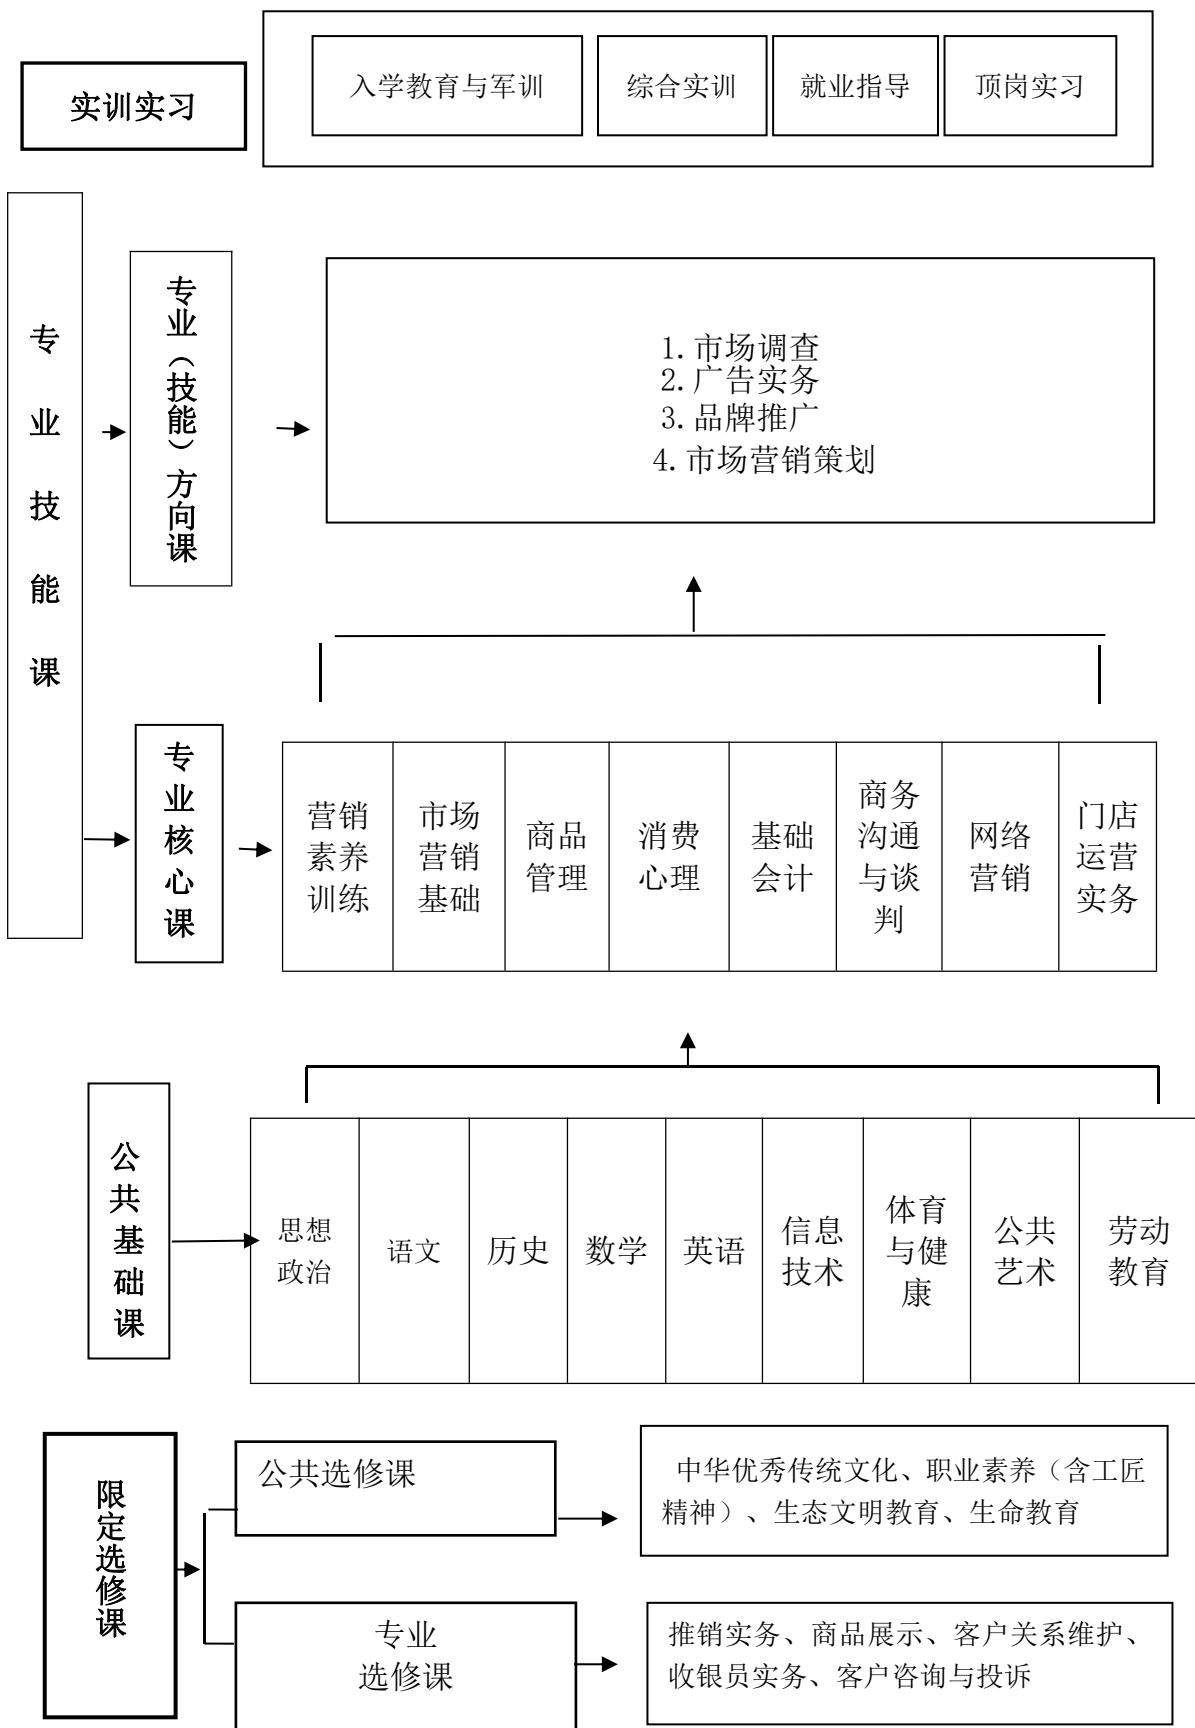 实训实习
入学教育与军训
综合实训
就业指导
顶岗实习
专业技能课
专业（技能）方向课
1.市场调查
2.广告实务
3.品牌推广
4.市场营销策划
专业核心课
营销
素养
训练
市场
营销
基础
商品
管理
消费
心理
基础
会计
商务
沟通
与谈
判
网络
营销
门店
运营
实务
公共基础课
思想
政治
语文
历史
数学
英语
信息
技术
体育
与健
康
公共
艺术
劳动
教育
限定选修课
公共选修课
中华优秀传统文化、职业素养（含工匠
精神）、生态文明教育、生命教育
专业
选修课
推销实务、商品展示、客户关系维护、
收银员实务、客户咨询与投诉